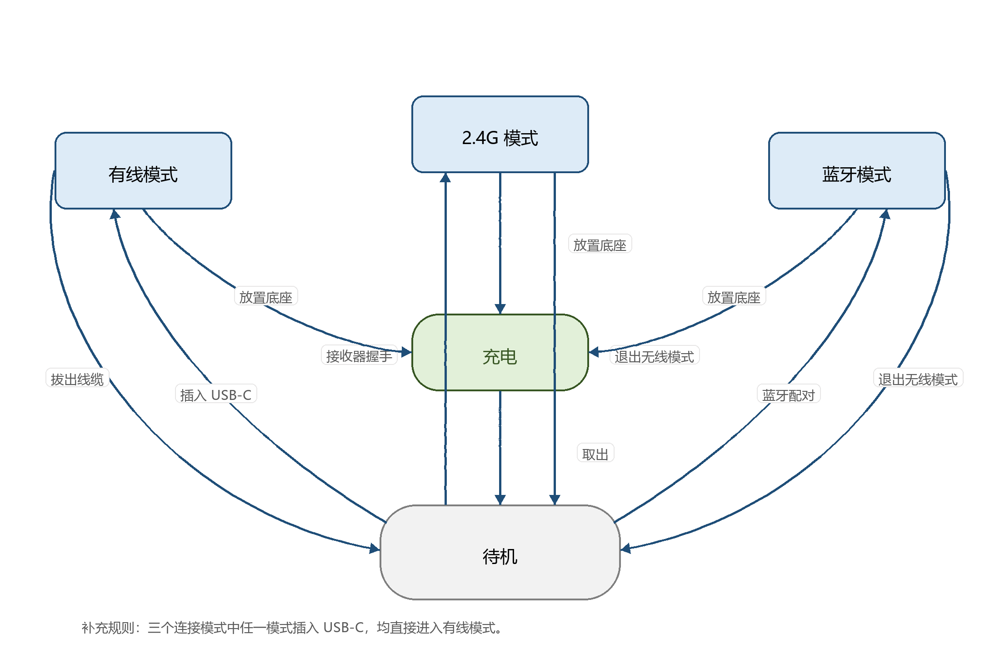 2.4G 模式
有线模式
蓝牙模式
放置底座
放置底座
放置底座
接收器握手
充电
退出无线模式
拔出线缆
退出无线模式
插入 USB-C
蓝牙配对
取出
待机
补充规则：三个连接模式中任一模式插入 USB-C，均直接进入有线模式。